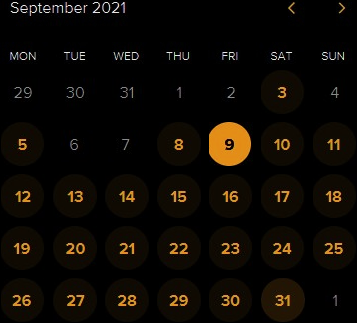 September 2021 < >
MON TUE WED THU FRI SAT SUN
29 30 31 1 2 3 4
5 6 7 8 9 10 11
12 13 14 15 16 17 18
19 20 21 22 23 24 25
26 27 28 29 30 31 1